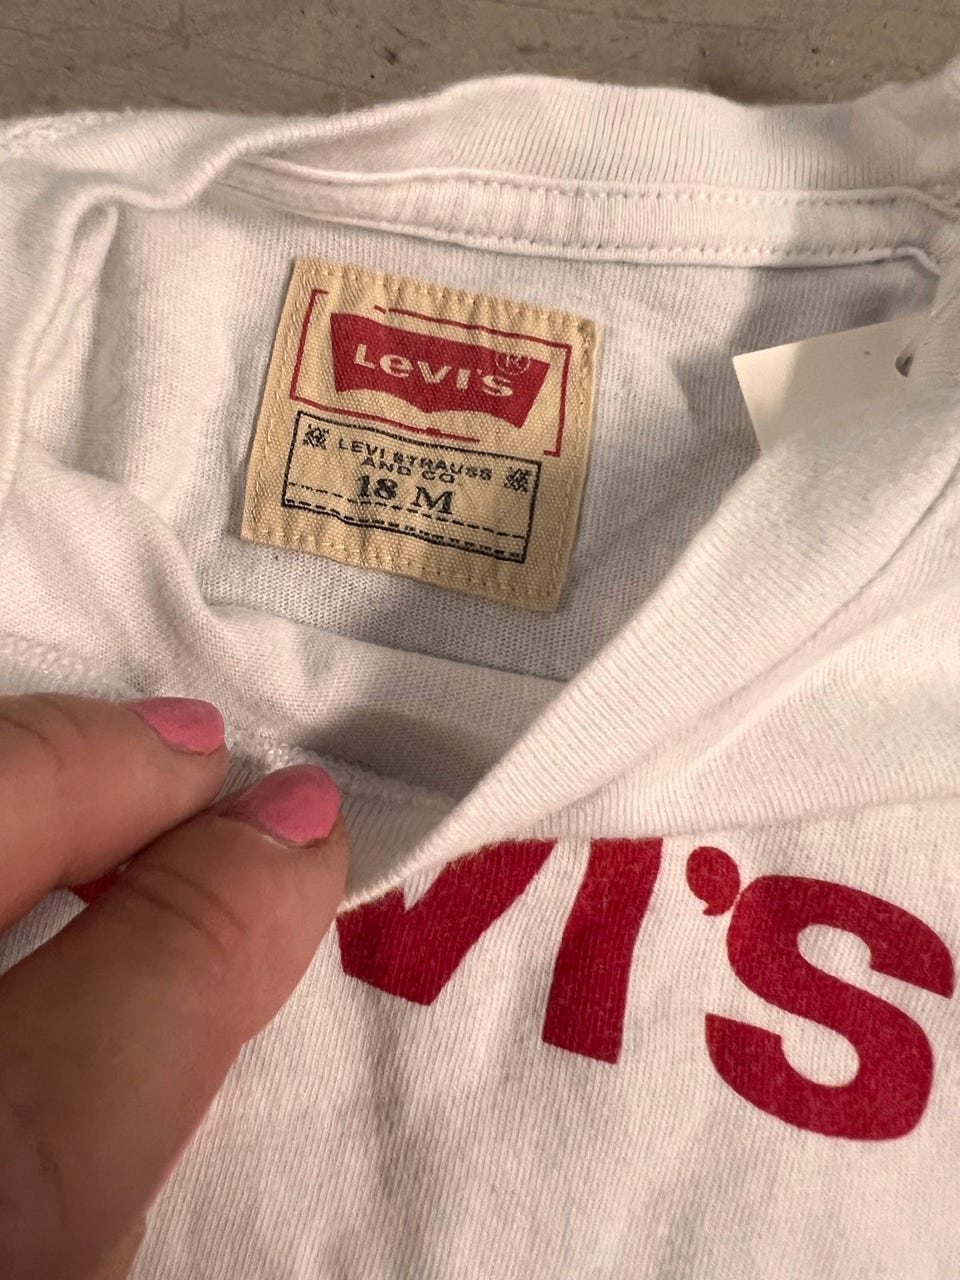 Levi's ®
LEVI STRAUSS
AND CO
18 M
vi's